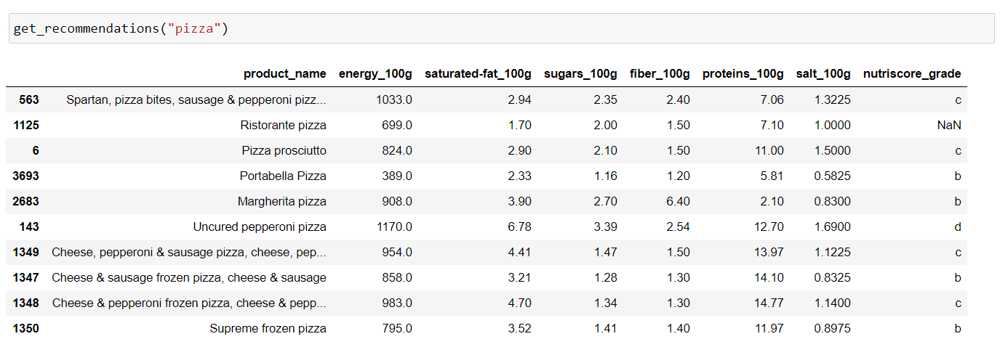 get_recommendations("pizza")
product_name energy_100g saturated-fat_100g sugars_100g fiber_100g proteins_100g salt_100g nutriscore_grade
563 Spartan, pizza bites, sausage & pepperoni pizz... 1033.0 2.94 2.35 2.40 7.06 1.3225 c
1125 Ristorante pizza 699.0 1.70 2.00 1.50 7.10 1.0000 NaN
6 Pizza prosciutto 824.0 2.90 2.10 1.50 11.00 1.5000 c
3693 Portabella Pizza 389.0 2.33 1.16 1.20 5.81 0.5825 b
2683 Margherita pizza 908.0 3.90 2.70 6.40 2.10 0.8300 b
143 Uncured pepperoni pizza 1170.0 6.78 3.39 2.54 12.70 1.6900 d
1349 Cheese, pepperoni & sausage pizza, cheese, pep... 954.0 4.41 1.47 1.50 13.97 1.1225 c
1347 Cheese & sausage frozen pizza, cheese & sausage 858.0 3.21 1.28 1.30 14.10 0.8325 b
1348 Cheese & pepperoni frozen pizza, cheese & pepp... 983.0 4.70 1.34 1.30 14.77 1.1400 c
1350 Supreme frozen pizza 795.0 3.52 1.41 1.40 11.97 0.8975 b